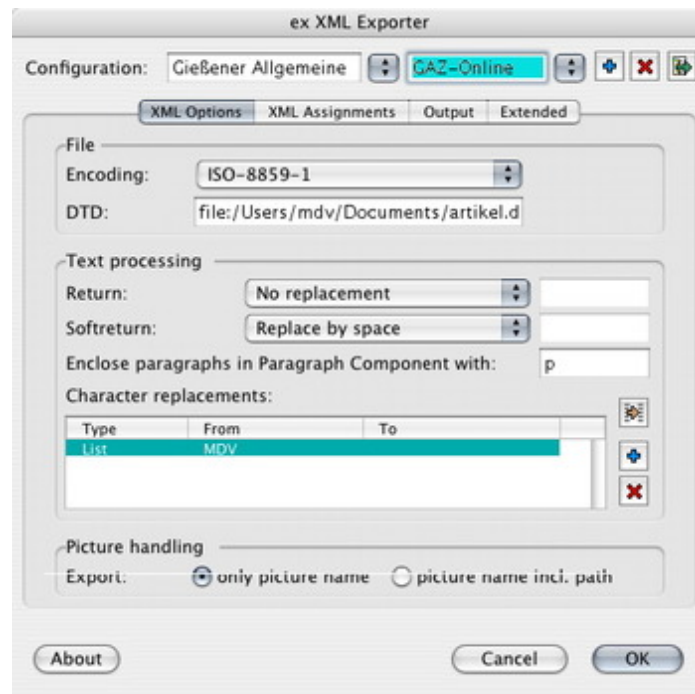 ex XML Exporter
Configuration: Gießener Allgemeine GAZ-Online
XML Options XML Assignments Output Extended
File
Encoding: ISO-8859-1
DTD: file:/Users/mdv/Documents/artikel.d
Text processing
Return: No replacement
Softreturn: Replace by space
Enclose paragraphs in Paragraph Component with: p
Character replacements:
Type From To
List MDV
Picture handling
Export: only picture name picture name incl. path
About Cancel OK